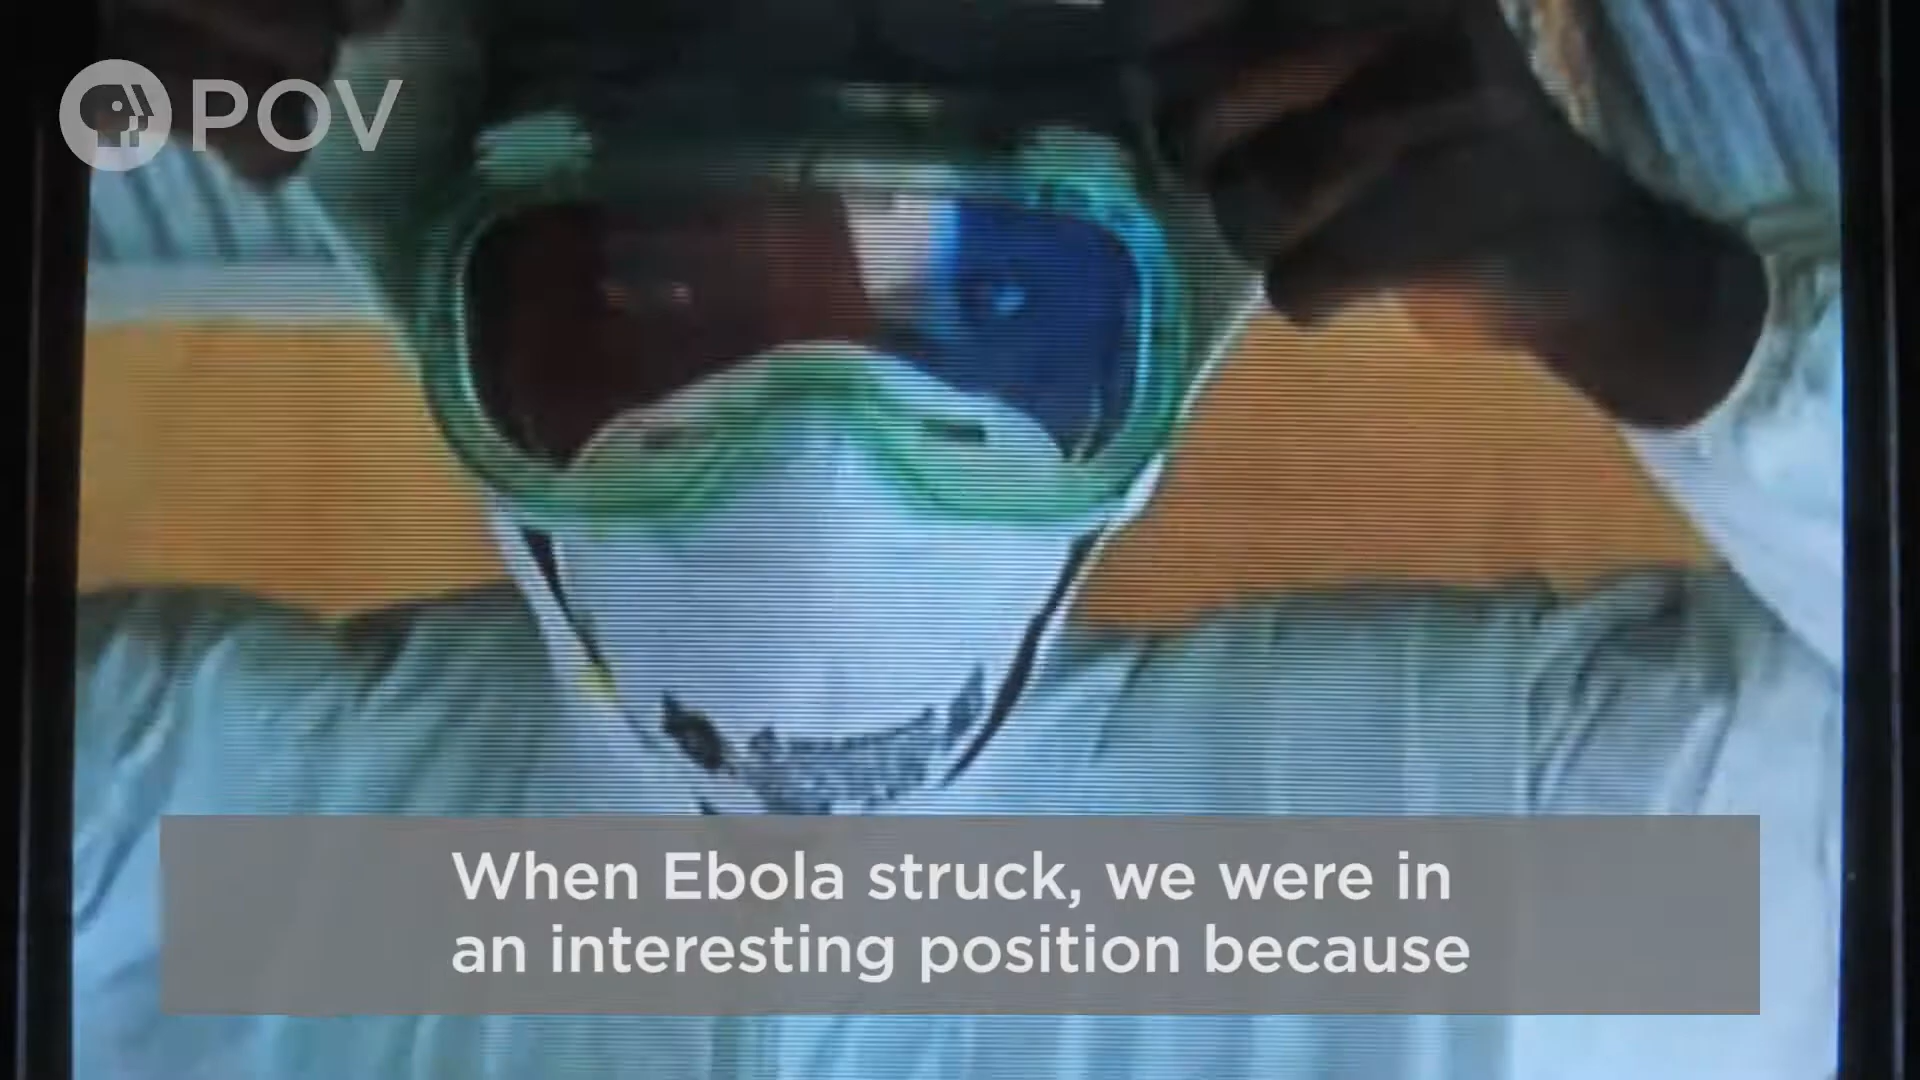 POV
When Ebola struck, we were in
an interesting position because